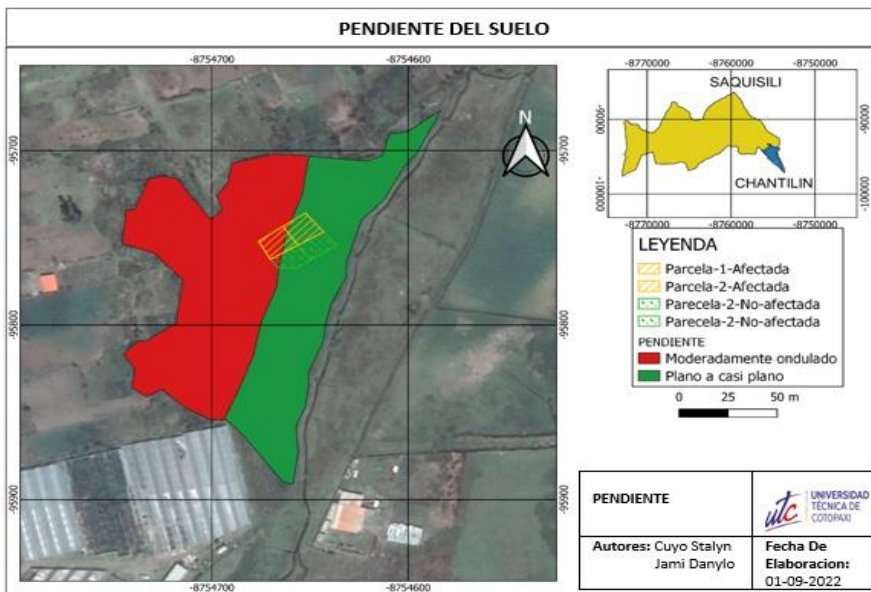 PENDIENTE DEL SUELO
-8754700 -8754600
-95700
-95800
-95900
-8754700 -8754600
-95700
-95800
-95900
N
-8770000 -8760000 -8750000
SAQUISILI
-90000
-90000
CHANTILIN
-100000
-100000
-8770000 -8760000 -8750000
LEYENDA
Parcela-1-Afectada
Parcela-2-Afectada
Parecela-2-No-afectada
Parecela-2-No-afectada
PENDIENTE
Moderadamente ondulado
Plano a casi plano
0 25 50 m
PENDIENTE
utc UNIVERSIDAD
TÉCNICA DE
COTOPAXI
Autores: Cuyo Stalyn
Jami Danylo
Fecha De
Elaboracion:
01-09-2022